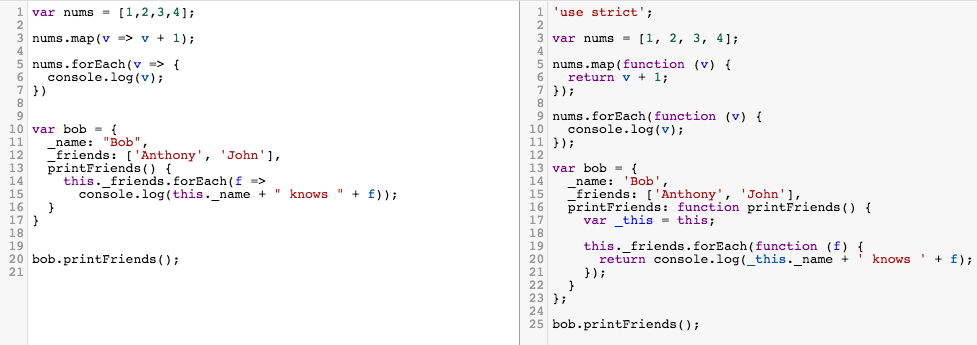 1 var nums = [1,2,3,4];
2
3 nums.map(v => v + 1);
4
5 nums.forEach(v => {
6   console.log(v);
7 })
8
9
10 var bob = {
11   _name: "Bob",
12   _friends: ['Anthony', 'John'],
13   printFriends() {
14     this._friends.forEach(f =>
15       console.log(this._name + " knows " + f));
16   }
17 }
18
19
20 bob.printFriends();
21
1 'use strict';
2
3 var nums = [1, 2, 3, 4];
4
5 nums.map(function (v) {
6   return v + 1;
7 });
8
9 nums.forEach(function (v) {
10   console.log(v);
11 });
12
13 var bob = {
14   _name: 'Bob',
15   _friends: ['Anthony', 'John'],
16   printFriends: function printFriends() {
17     var _this = this;
18
19     this._friends.forEach(function (f) {
20       return console.log(_this._name + ' knows ' + f);
21     });
22   }
23 };
24
25 bob.printFriends();